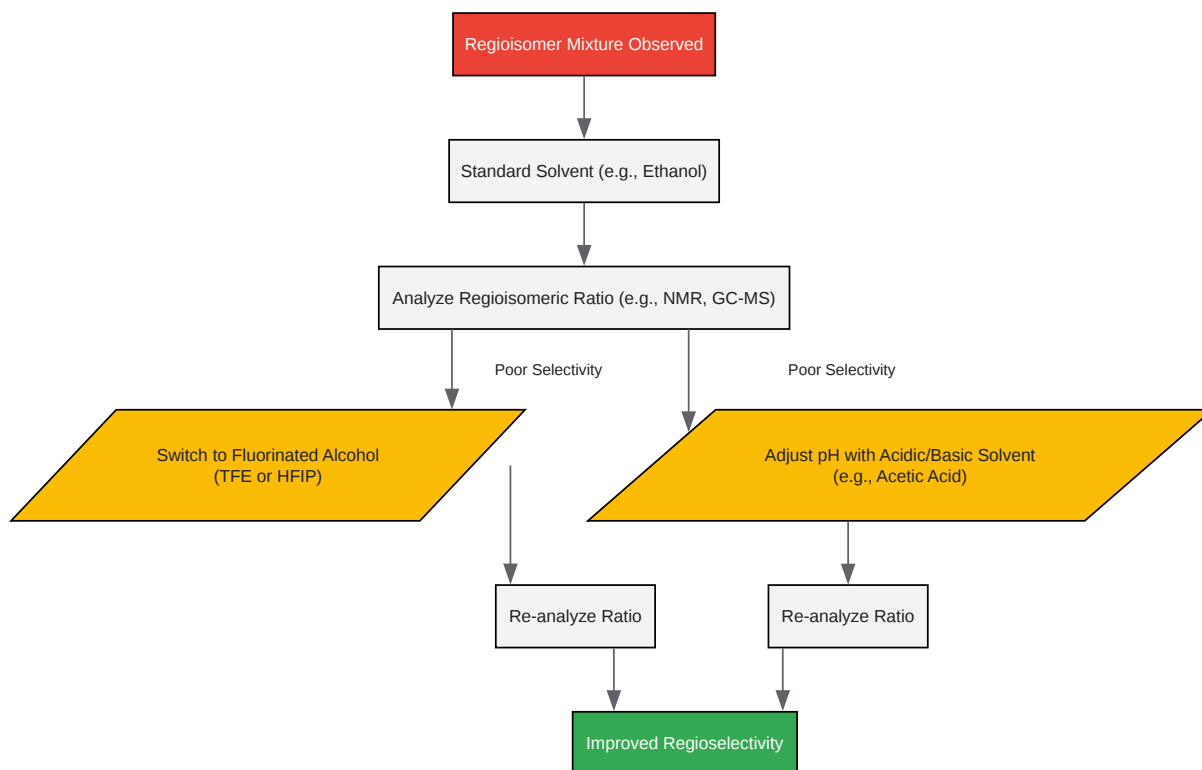 Regioisomer Mixture Observed
Standard Solvent (e.g., Ethanol)
Analyze Regioisomeric Ratio (e.g., NMR, GC-MS)
Poor Selectivity
Poor Selectivity
Switch to Fluorinated Alcohol
(TFE or HFIP)
Adjust pH with Acidic/Basic Solvent
(e.g., Acetic Acid)
Re-analyze Ratio
Re-analyze Ratio
Improved Regioselectivity